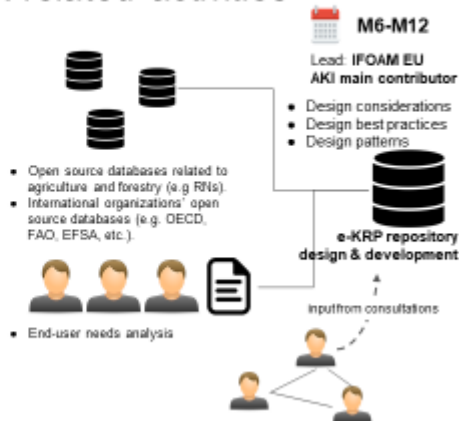 M6-M12
Lead: IFOAM EU
AKI main contributor
• Design considerations
• Design best practices
• Design patterns
• Open source databases related to
agriculture and forestry (e.g RNs).
• International organizations' open
source databases (e.g. OECD,
FAO, EFSA, etc.).
e-KRP repository
design & development
input from consultations
• End-user needs analysis